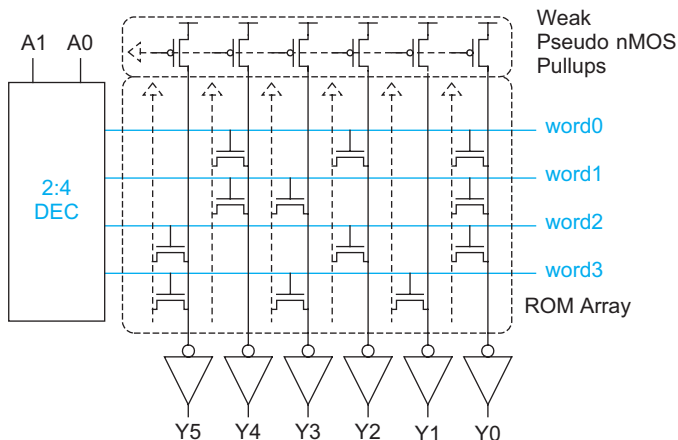 Weak
Pseudo nMOS
Pullups
A1 A0
word0
word1
2:4
DEC
word2
word3
ROM Array
Y5 Y4 Y3 Y2 Y1 Y0